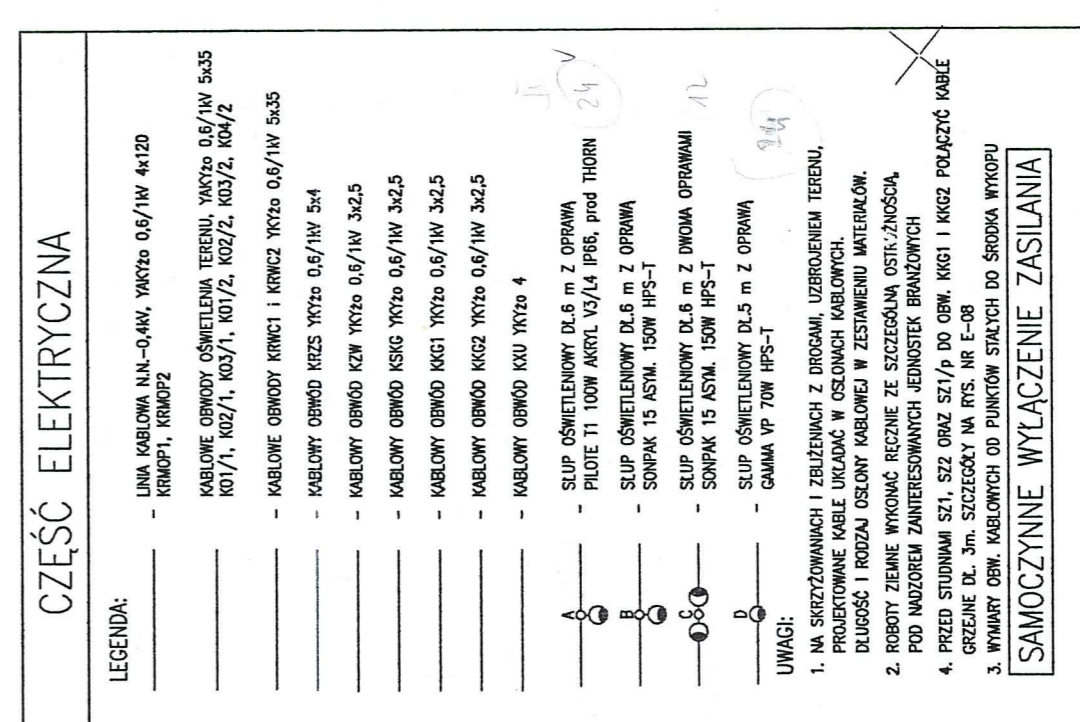 CZĘŚĆ ELEKTRYCZNA
LEGENDA:
- LINIA KABLOWA N.N.-0,4kV, YAKYżo 0,6/1kV 4x120
KRMOP1, KRMOP2
KABLOWE OBWODY OŚWIETLENIA TERENU, YAKYżo 0,6/1kV 5x35
- KO1/1, KO2/1, KO3/1, KO1/2, KO2/2, KO3/2, KO4/2
- KABLOWE OBWODY KRWC1 i KRWC2 YKYżo 0,6/1kV 5x35
- KABLOWY OBWÓD KRZS YKYżo 0,6/1kV 5x4
- KABLOWY OBWÓD KZW YKYżo 0,6/1kV 3x2,5
- KABLOWY OBWÓD KSKG YKYżo 0,6/1kV 3x2,5
- KABLOWY OBWÓD KKG1 YKYżo 0,6/1kV 3x2,5
- KABLOWY OBWÓD KKG2 YKYżo 0,6/1kV 3x2,5
- KABLOWY OBWÓD KXU YKYżo 4
A - SŁUP OŚWIETLENIOWY DŁ.6 m Z OPRAWĄ
PILOTE T1 100W AKRYL V3/L4 IP66, prod THORN 24 V
B - SŁUP OŚWIETLENIOWY DŁ.6 m Z OPRAWĄ
SONPAK 15 ASYM. 150W HPS-T
C - SŁUP OŚWIETLENIOWY DŁ.6 m Z DWOMA OPRAWAMI 12
SONPAK 15 ASYM. 150W HPS-T
D - SŁUP OŚWIETLENIOWY DŁ.5 m Z OPRAWĄ
GAMMA VP 70W HPS-T
UWAGI:
1. NA SKRZYŻOWANIACH I ZBLIŻENIACH Z DROGAMI, UZBROJENIEM TERENU,
PROJEKTOWANE KABLE UKŁADAĆ W OSŁONACH KABLOWYCH.
DŁUGOŚĆ I RODZAJ OSŁONY KABLOWEJ W ZESTAWIENIU MATERIAŁÓW.
2. ROBOTY ZIEMNE WYKONAĆ RĘCZNIE ZE SZCZEGÓLNĄ OSTROŻNOŚCIĄ,
POD NADZOREM ZAINTERESOWANYCH JEDNOSTEK BRANŻOWYCH
4. PRZED STUDNIAMI SZ1, SZ2 ORAZ SZ1/p DO OBW. KKG1 I KKG2 POŁĄCZYĆ KABLE
GRZEJNE DŁ. 3m. SZCZEGÓŁY NA RYS. NR E-08
3. WYMIARY OBW. KABLOWYCH OD PUNKTÓW STAŁYCH DO ŚRODKA WYKOPU
SAMOCZYNNE WYŁĄCZENIE ZASILANIA